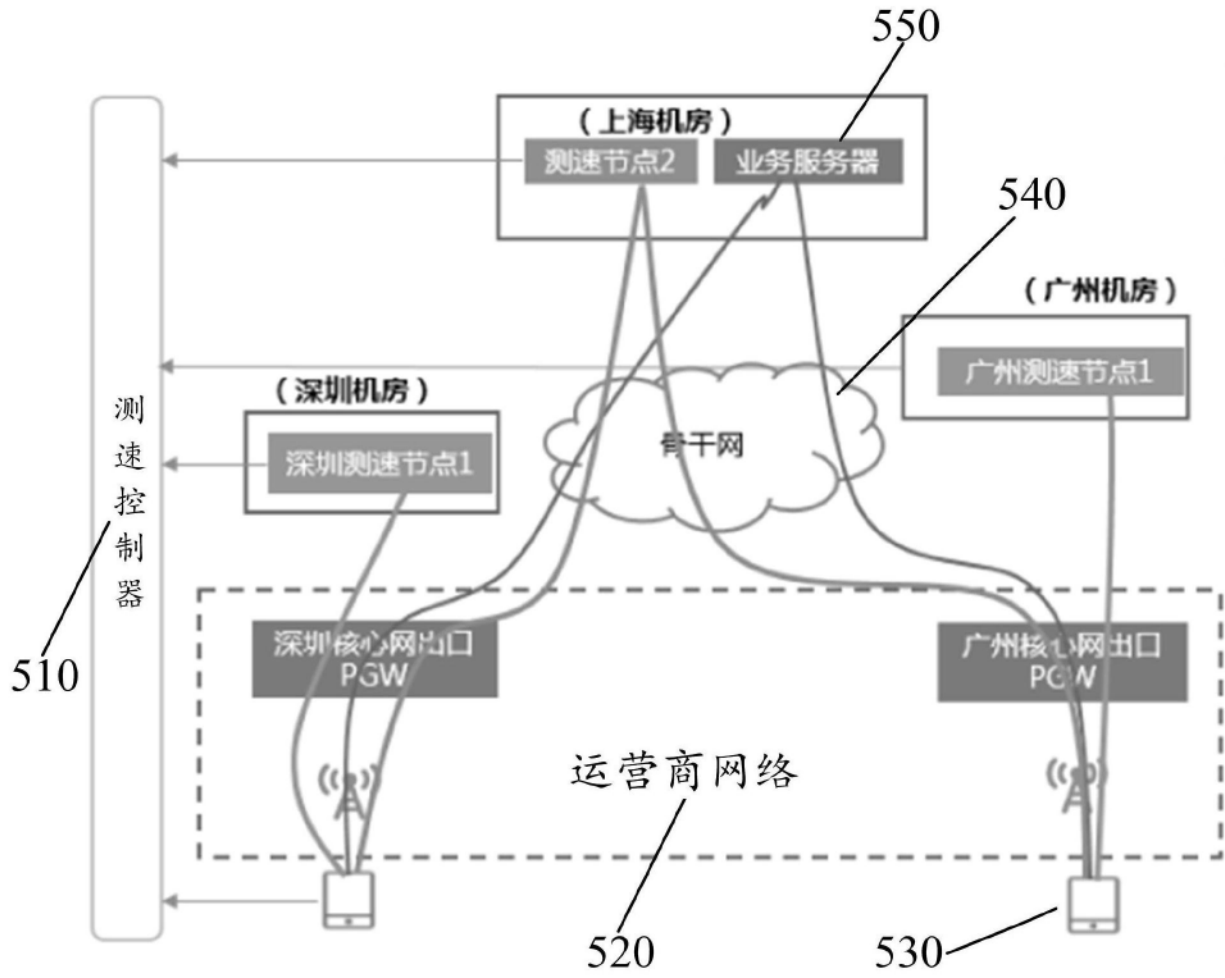 550
（上海机房）
测速节点2
业务服务器
540
（广州机房）
广州测速节点1
（深圳机房）
骨干网
深圳测速节点1
测速控制器
510
深圳核心网出口
PGW
广州核心网出口
PGW
运营商网络
520
530